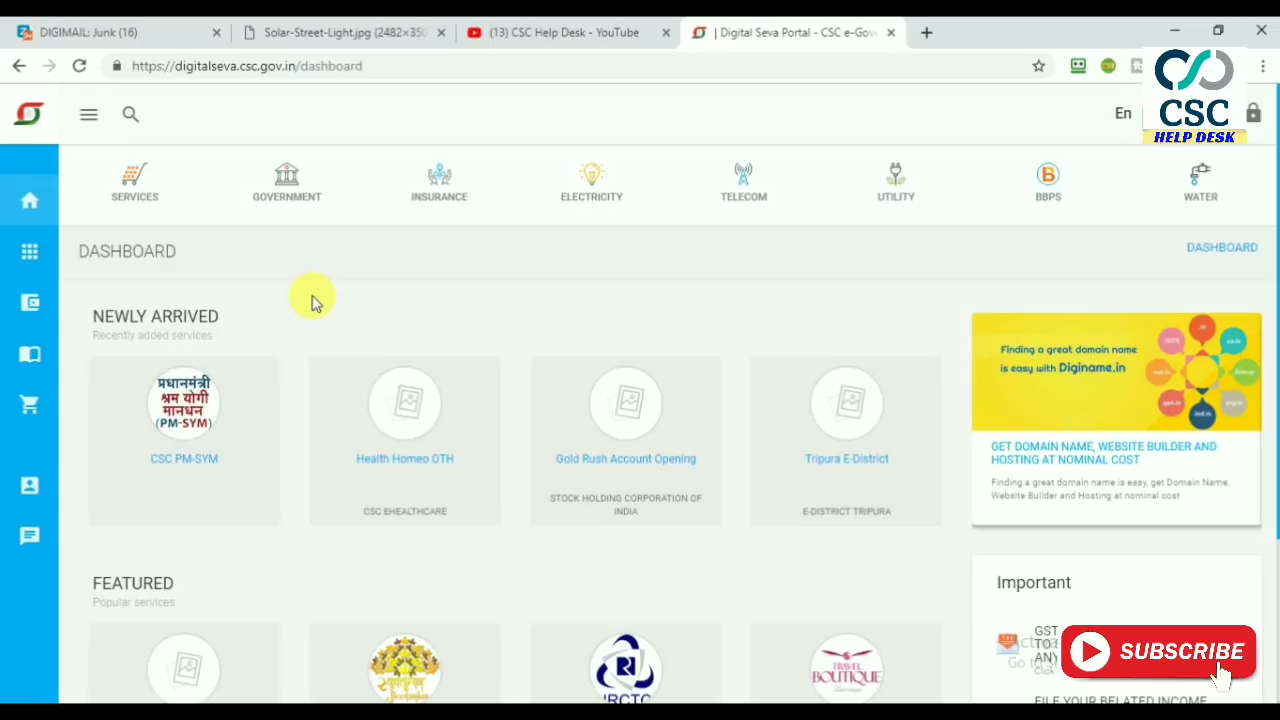 DIGIMAIL: Junk (16)
Solar-Street-Light.jpg (2482×350
(13) CSC Help Desk - YouTube
| Digital Seva Portal - CSC e-Gov
https://digitalseva.csc.gov.in/dashboard
CSC
HELP DESK
En
SERVICES
GOVERNMENT
INSURANCE
ELECTRICITY
TELECOM
UTILITY
BBPS
WATER
DASHBOARD
DASHBOARD
NEWLY ARRIVED
Recently added services
प्रधानमंत्री
श्रम योगी
मानधन
(PM-SYM)
CSC PM-SYM
Health Homeo OTH
CSC EHEALTHCARE
Gold Rush Account Opening
STOCK HOLDING CORPORATION OF
INDIA
Tripura E-District
E-DISTRICT TRIPURA
Finding a great domain name
is easy with Diginame.in
GET DOMAIN NAME, WEBSITE BUILDER AND
HOSTING AT NOMINAL COST
Finding a great domain name is easy, get Domain Name,
Website Builder and Hosting at nominal cost
FEATURED
Popular services
IRCTC
TRAVEL
BOUTIQUE
Important
GST
TO
ANY
Go to
SUBSCRIBE
FILE YOUR RELATED INCOME